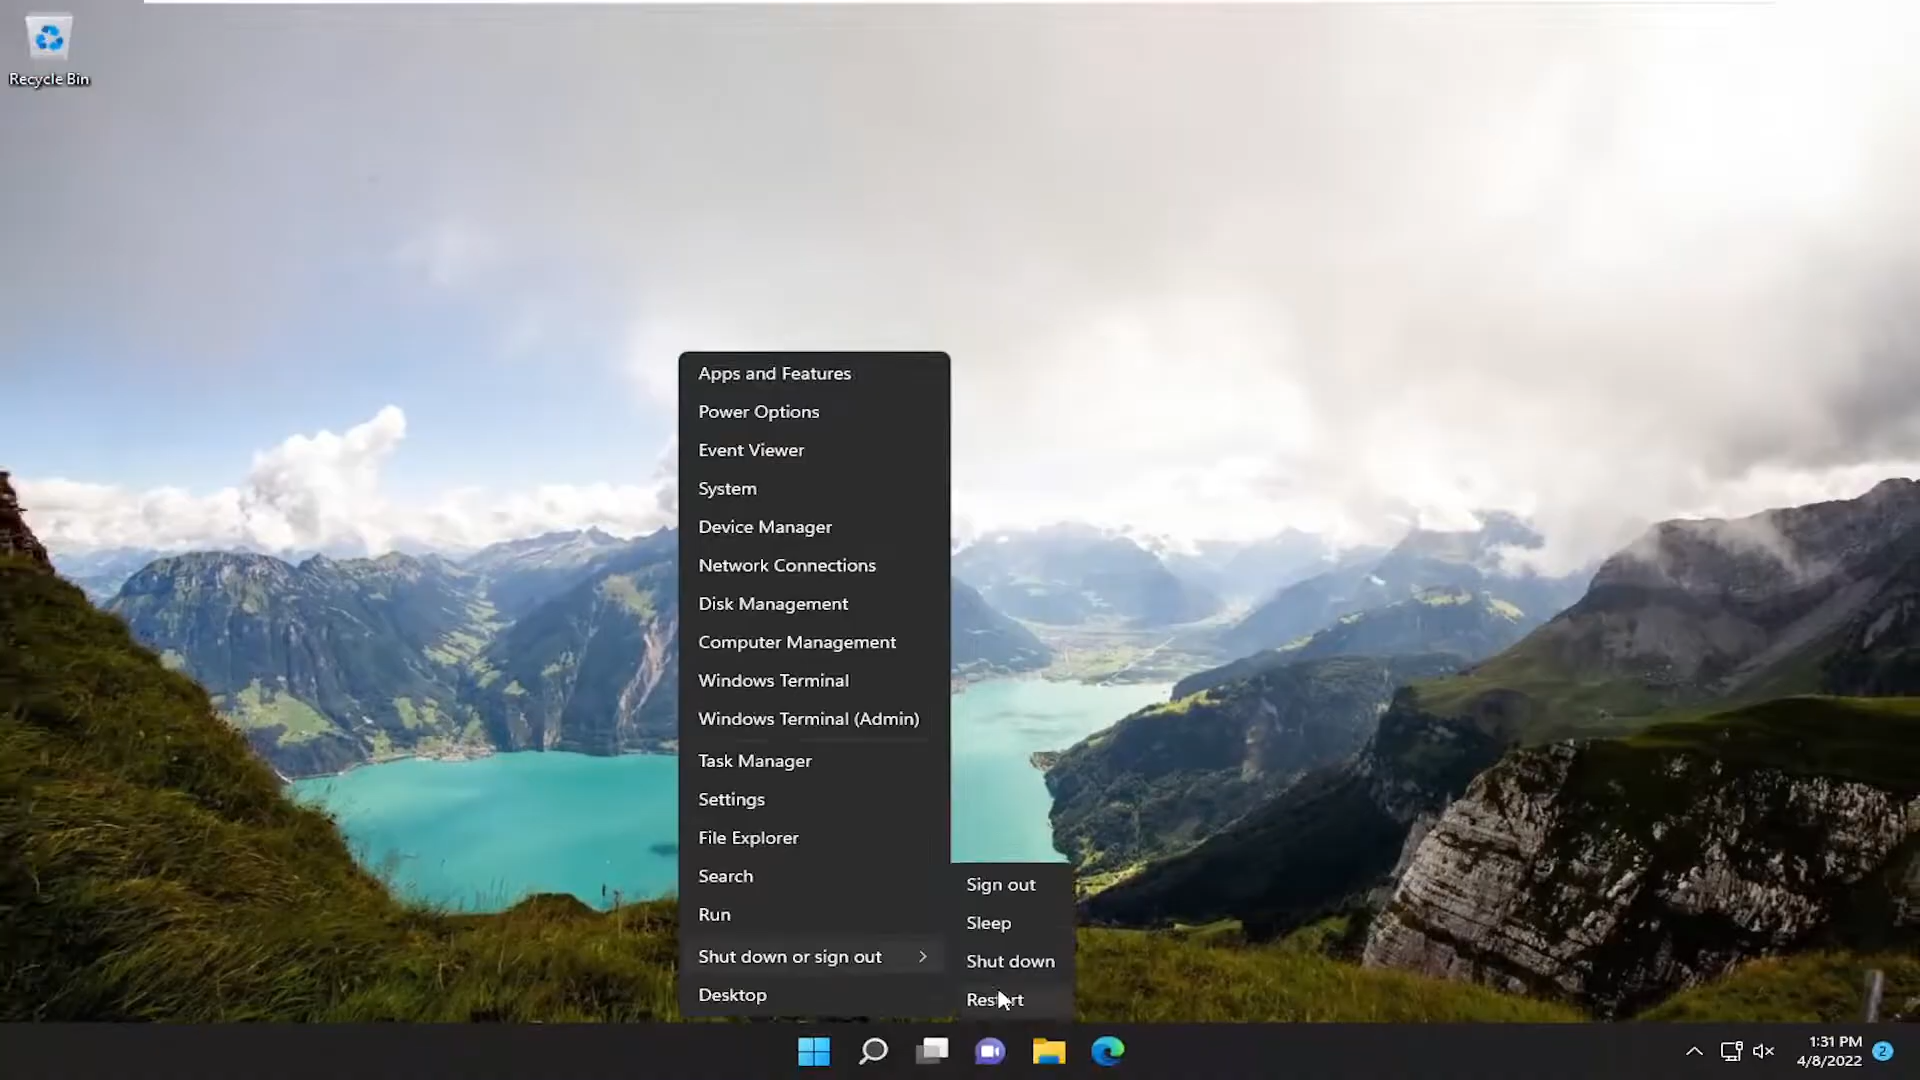 Recycle Bin
Apps and Features
Power Options
Event Viewer
System
Device Manager
Network Connections
Disk Management
Computer Management
Windows Terminal
Windows Terminal (Admin)
Task Manager
Settings
File Explorer
Search
Run
Shut down or sign out
Desktop
Sign out
Sleep
Shut down
Restart
1:31 PM
4/8/2022
2